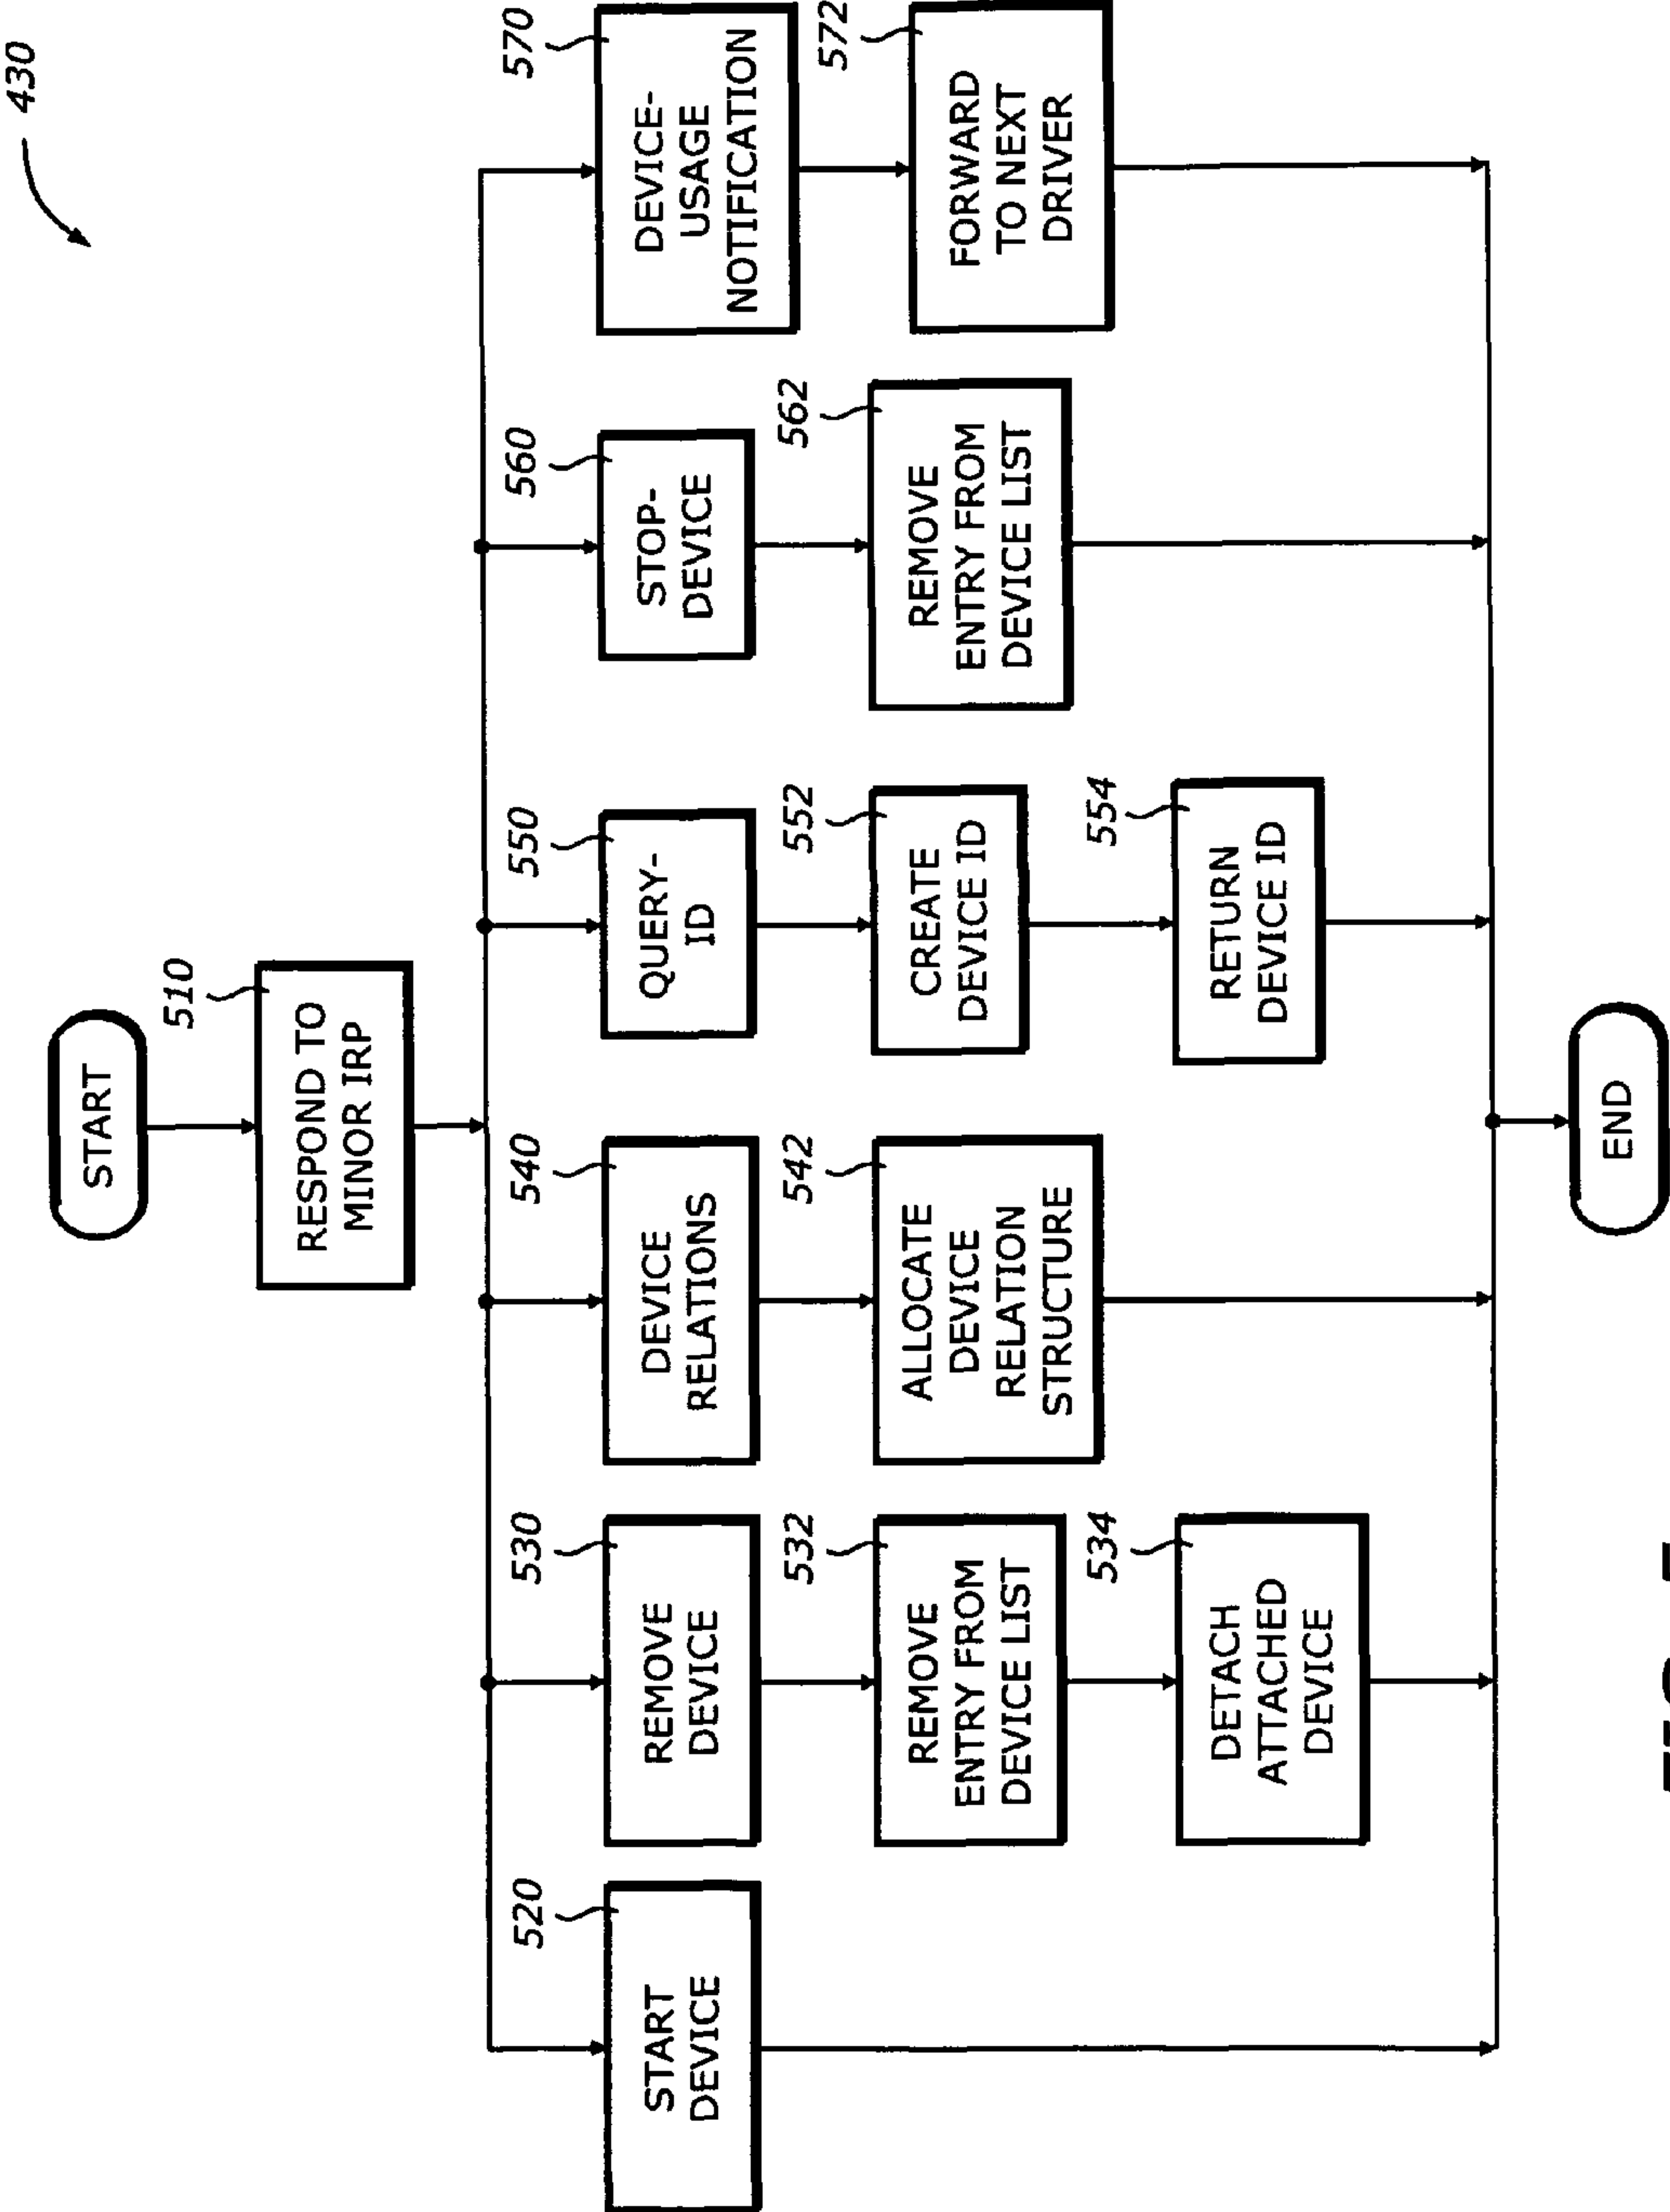 430
START
510
RESPOND TO
MINOR IRP
520
START
DEVICE
530
REMOVE
DEVICE
532
REMOVE
ENTRY FROM
DEVICE LIST
534
DETACH
ATTACHED
DEVICE
540
DEVICE
RELATIONS
542
ALLOCATE
DEVICE
RELATION
STRUCTURE
550
QUERY-
ID
552
CREATE
DEVICE ID
554
RETURN
DEVICE ID
560
STOP-
DEVICE
562
REMOVE
ENTRY FROM
DEVICE LIST
570
DEVICE-
USAGE
NOTIFICATION
572
FORWARD
TO NEXT
DRIVER
END